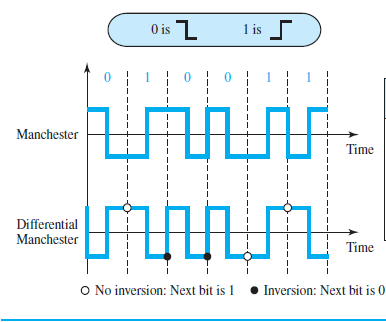 0 is 1 is
0 1 0 0 1 1
Manchester
Time
Differential
Manchester
Time
No inversion: Next bit is 1 Inversion: Next bit is 0